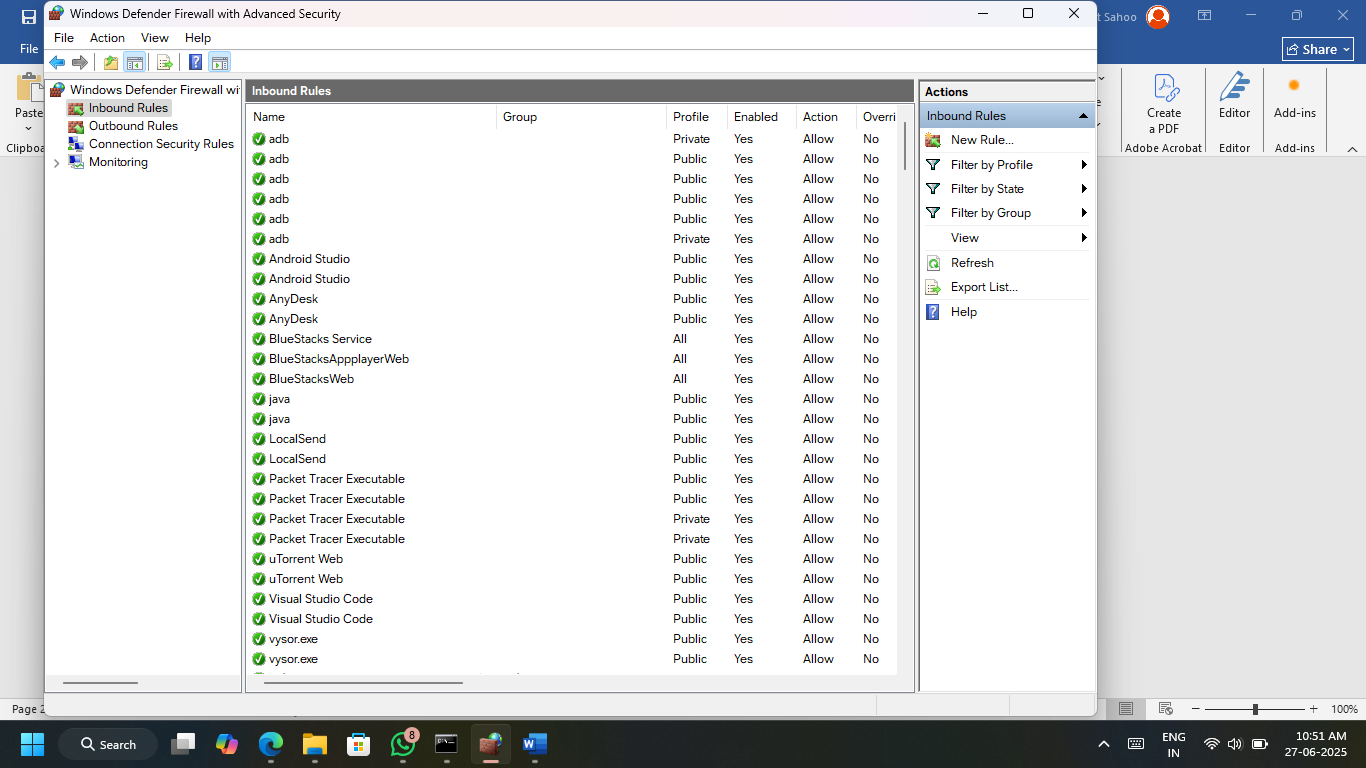 Windows Defender Firewall with Advanced Security
t Sahoo
File
File Action View Help
Share
Paste
Clipboa
Windows Defender Firewall wi
Inbound Rules
Outbound Rules
Connection Security Rules
Monitoring
Inbound Rules
Name Group Profile Enabled Action Overri
adb Private Yes Allow No
adb Public Yes Allow No
adb Public Yes Allow No
adb Public Yes Allow No
adb Public Yes Allow No
adb Private Yes Allow No
Android Studio Public Yes Allow No
Android Studio Public Yes Allow No
AnyDesk Public Yes Allow No
AnyDesk Public Yes Allow No
BlueStacks Service All Yes Allow No
BlueStacksAppplayerWeb All Yes Allow No
BlueStacksWeb All Yes Allow No
java Public Yes Allow No
java Public Yes Allow No
LocalSend Public Yes Allow No
LocalSend Public Yes Allow No
Packet Tracer Executable Public Yes Allow No
Packet Tracer Executable Public Yes Allow No
Packet Tracer Executable Private Yes Allow No
Packet Tracer Executable Private Yes Allow No
uTorrent Web Public Yes Allow No
uTorrent Web Public Yes Allow No
Visual Studio Code Public Yes Allow No
Visual Studio Code Public Yes Allow No
vysor.exe Public Yes Allow No
vysor.exe Public Yes Allow No
Actions
Inbound Rules
New Rule...
Filter by Profile
Filter by State
Filter by Group
View
Refresh
Export List...
Help
Create
a PDF
Adobe Acrobat
Editor
Editor
Add-ins
Add-ins
Page 2
100%
Search
8
ENG
IN
10:51 AM
27-06-2025